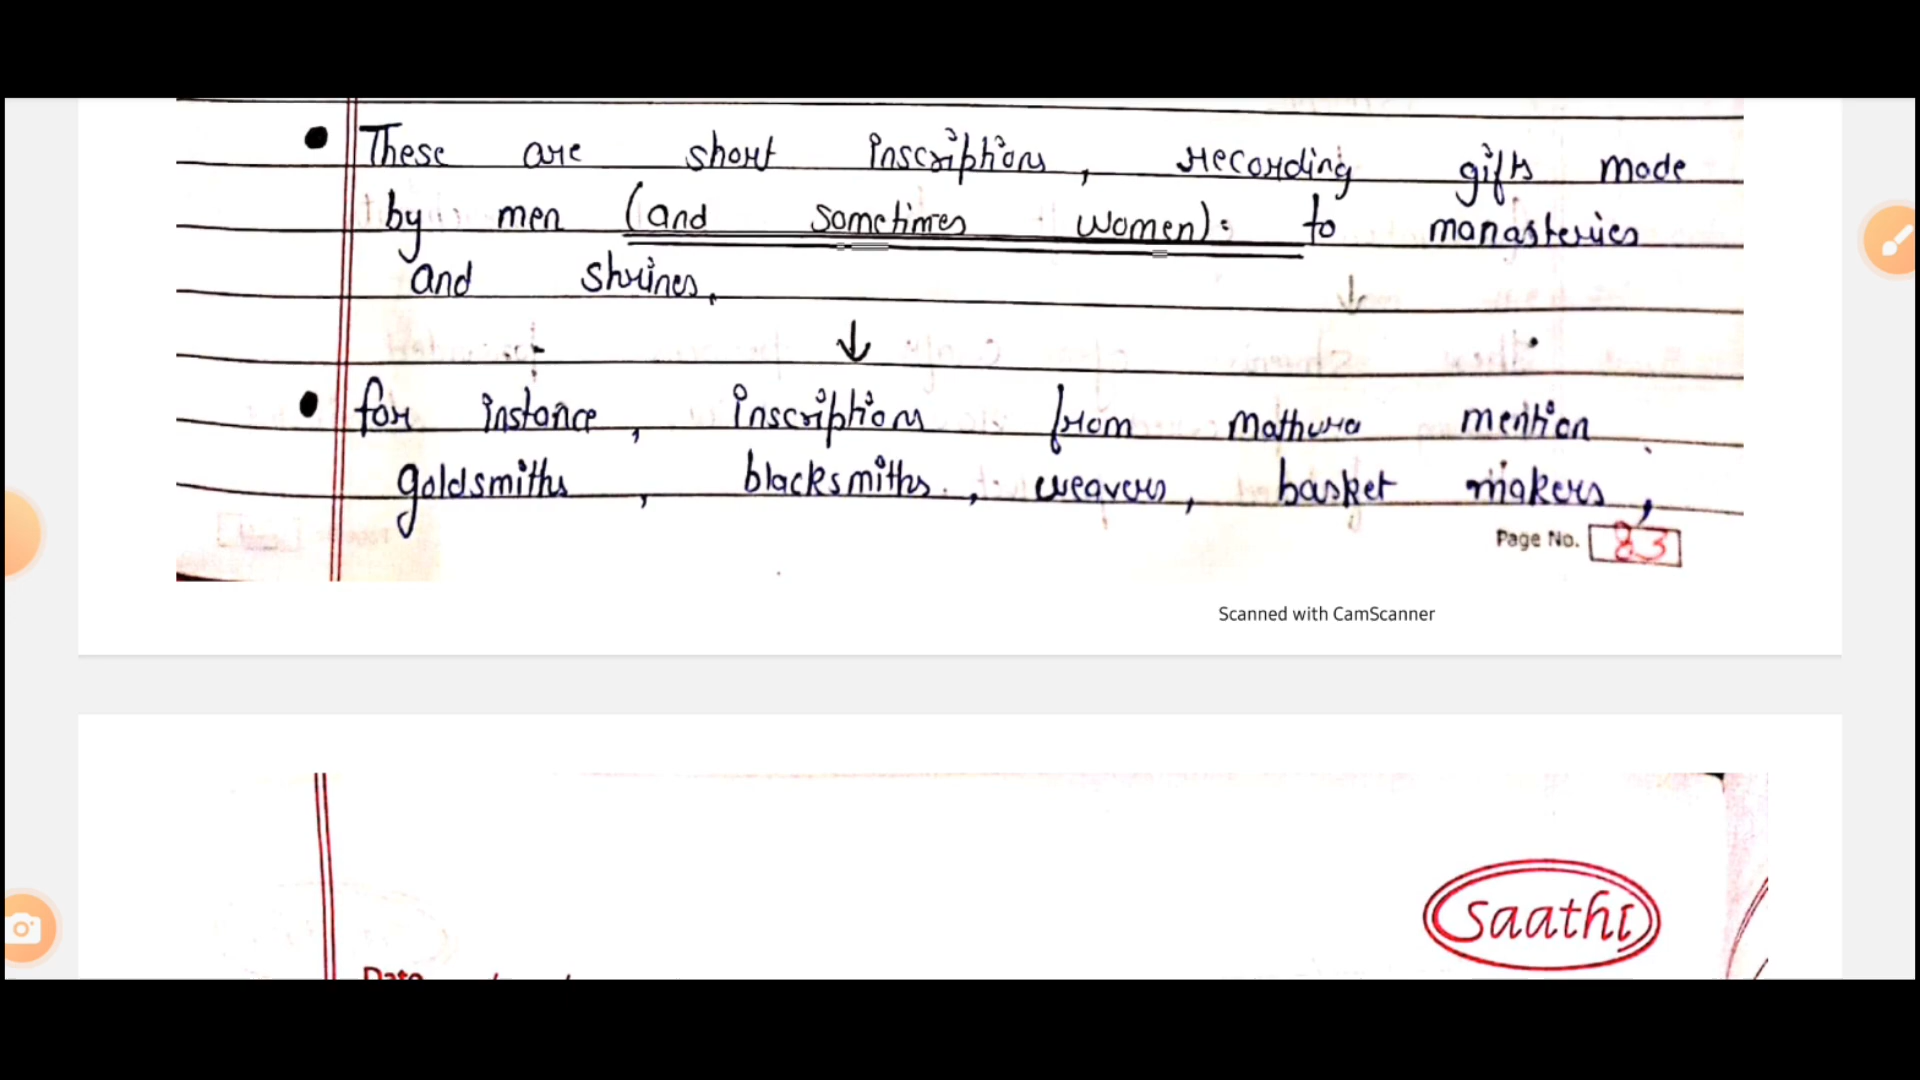 These are short inscriptions, recording gifts made
by men (and sometimes women): to monasteries
and shrines.
↓
for instance, inscriptions from mathura mention
goldsmiths, blacksmiths, weavers, basket makers,
Page No. 83
Scanned with CamScanner
Saathi
Date